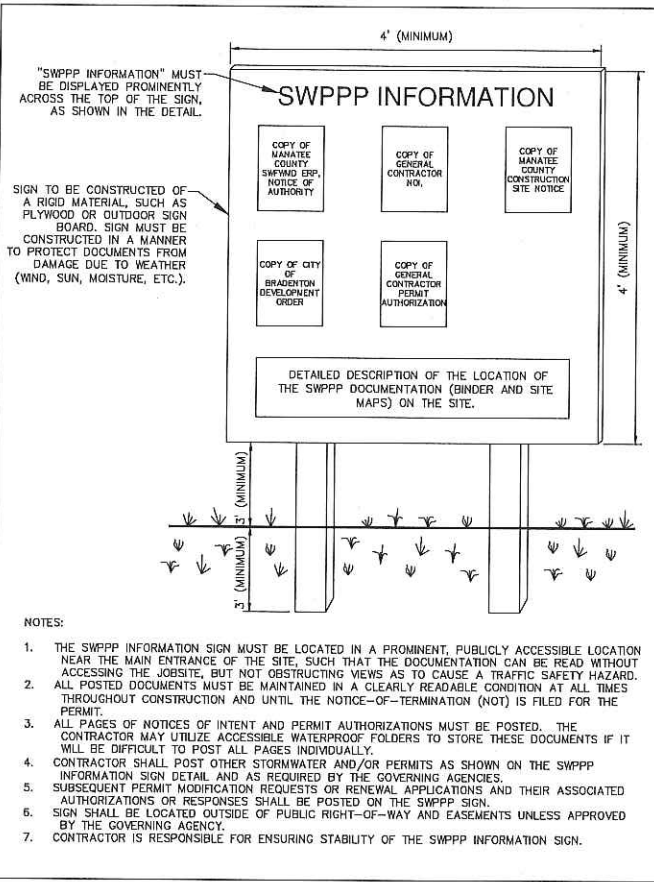 4' (MINIMUM)
"SWPPP INFORMATION" MUST
BE DISPLAYED PROMINENTLY
ACROSS THE TOP OF THE SIGN,
AS SHOWN IN THE DETAIL.
SWPPP INFORMATION
COPY OF
MANATEE
COUNTY
SWFWMD ERP,
NOTICE OF
AUTHORITY
COPY OF
GENERAL
CONTRACTOR
NOI,
COPY OF
MANATEE
COUNTY
CONSTRUCTION
SITE NOTICE
SIGN TO BE CONSTRUCTED OF
A RIGID MATERIAL, SUCH AS
PLYWOOD OR OUTDOOR SIGN
BOARD. SIGN MUST BE
CONSTRUCTED IN A MANNER
TO PROTECT DOCUMENTS FROM
DAMAGE DUE TO WEATHER
(WIND, SUN, MOISTURE, ETC.).
COPY OF CITY
OF
BRADENTON
DEVELOPMENT
ORDER
COPY OF
GENERAL
CONTRACTOR
PERMIT
AUTHORIZATION
4' (MINIMUM)
DETAILED DESCRIPTION OF THE LOCATION OF
THE SWPPP DOCUMENTATION (BINDER AND SITE
MAPS) ON THE SITE.
3' (MINIMUM)
3' (MINIMUM)
NOTES:
1. THE SWPPP INFORMATION SIGN MUST BE LOCATED IN A PROMINENT, PUBLICLY ACCESSIBLE LOCATION
NEAR THE MAIN ENTRANCE OF THE SITE, SUCH THAT THE DOCUMENTATION CAN BE READ WITHOUT
ACCESSING THE JOBSITE, BUT NOT OBSTRUCTING VIEWS AS TO CAUSE A TRAFFIC SAFETY HAZARD.
2. ALL POSTED DOCUMENTS MUST BE MAINTAINED IN A CLEARLY READABLE CONDITION AT ALL TIMES
THROUGHOUT CONSTRUCTION AND UNTIL THE NOTICE-OF-TERMINATION (NOT) IS FILED FOR THE
PERMIT.
3. ALL PAGES OF NOTICES OF INTENT AND PERMIT AUTHORIZATIONS MUST BE POSTED. THE
CONTRACTOR MAY UTILIZE ACCESSIBLE WATERPROOF FOLDERS TO STORE THESE DOCUMENTS IF IT
WILL BE DIFFICULT TO POST ALL PAGES INDIVIDUALLY.
4. CONTRACTOR SHALL POST OTHER STORMWATER AND/OR PERMITS AS SHOWN ON THE SWPPP
INFORMATION SIGN DETAIL AND AS REQUIRED BY THE GOVERNING AGENCIES.
5. SUBSEQUENT PERMIT MODIFICATION REQUESTS OR RENEWAL APPLICATIONS AND THEIR ASSOCIATED
AUTHORIZATIONS OR RESPONSES SHALL BE POSTED ON THE SWPPP SIGN.
6. SIGN SHALL BE LOCATED OUTSIDE OF PUBLIC RIGHT-OF-WAY AND EASEMENTS UNLESS APPROVED
BY THE GOVERNING AGENCY.
7. CONTRACTOR IS RESPONSIBLE FOR ENSURING STABILITY OF THE SWPPP INFORMATION SIGN.